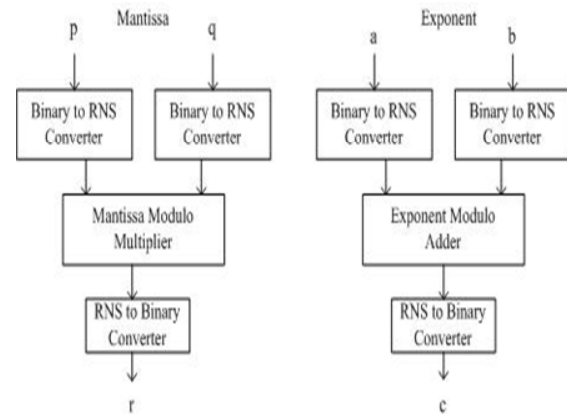 Mantissa
Exponent
p
q
a
b
Binary to RNS
Converter
Binary to RNS
Converter
Binary to RNS
Converter
Binary to RNS
Converter
Mantissa Modulo
Multiplier
Exponent Modulo
Adder
RNS to Binary
Converter
RNS to Binary
Converter
r
c